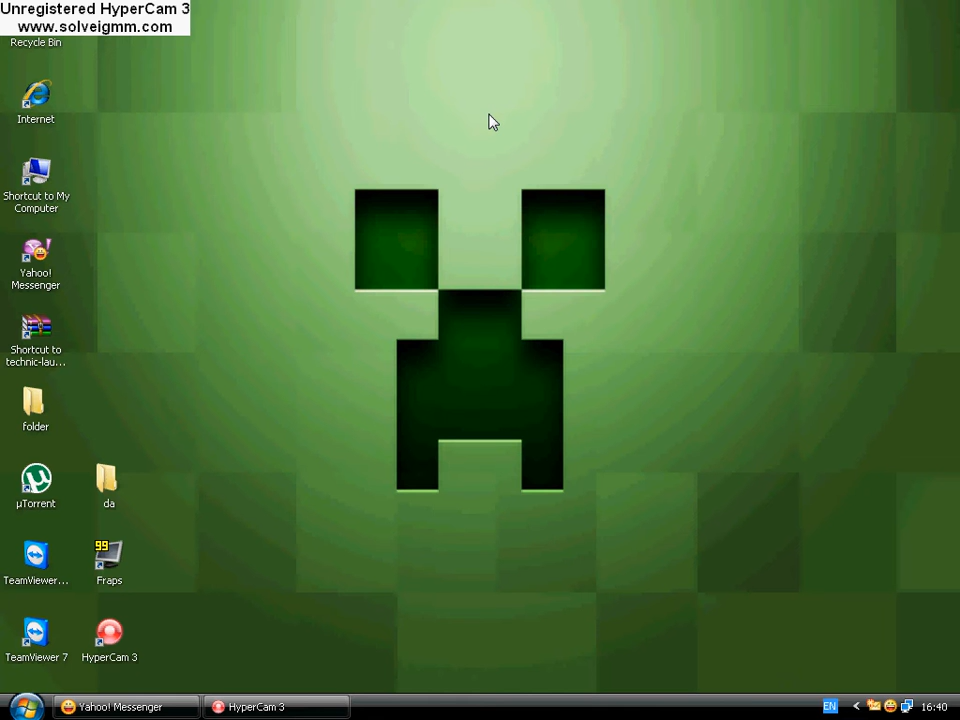 Unregistered HyperCam 3
www.solveigmm.com
Recycle Bin
Internet
Shortcut to My
Computer
Yahoo!
Messenger
Shortcut to
technic-lau...
folder
µTorrent
da
TeamViewer...
99
Fraps
TeamViewer 7
HyperCam 3
Yahoo! Messenger
HyperCam 3
EN
16:40